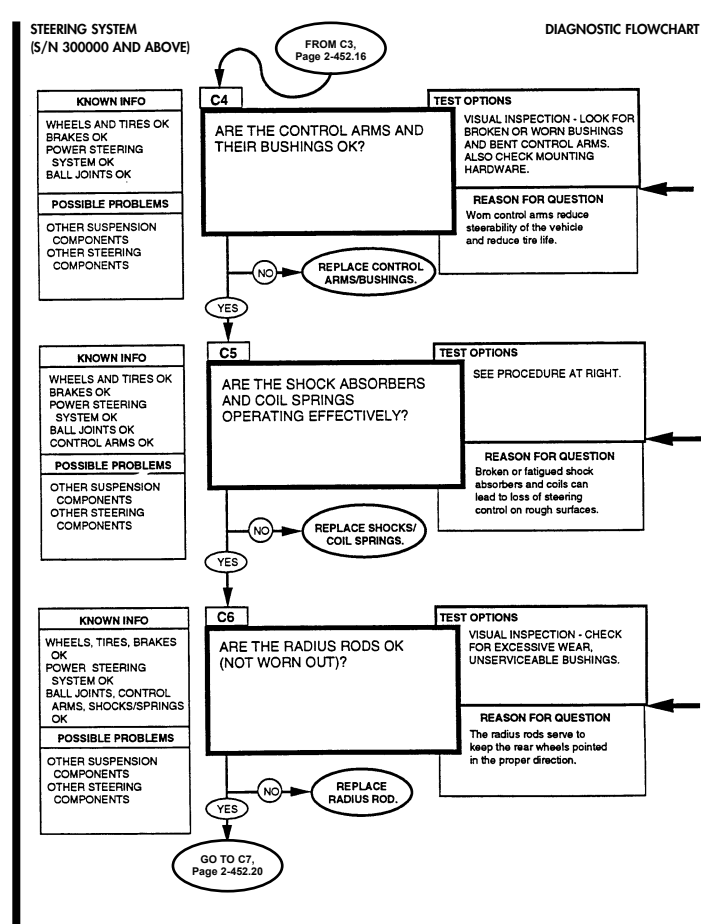 STEERING SYSTEM
(S/N 300000 AND ABOVE)
DIAGNOSTIC FLOWCHART
FROM C3,
Page 2-452.16
KNOWN INFO
WHEELS AND TIRES OK
BRAKES OK
POWER STEERING
SYSTEM OK
BALL JOINTS OK
POSSIBLE PROBLEMS
OTHER SUSPENSION
COMPONENTS
OTHER STEERING
COMPONENTS
C4
ARE THE CONTROL ARMS AND
THEIR BUSHINGS OK?
TEST OPTIONS
VISUAL INSPECTION - LOOK FOR
BROKEN OR WORN BUSHINGS
AND BENT CONTROL ARMS.
ALSO CHECK MOUNTING
HARDWARE.
REASON FOR QUESTION
Worn control arms reduce
steerability of the vehicle
and reduce tire life.
NO
REPLACE CONTROL
ARMS/BUSHINGS.
YES
KNOWN INFO
WHEELS AND TIRES OK
BRAKES OK
POWER STEERING
SYSTEM OK
BALL JOINTS OK
CONTROL ARMS OK
POSSIBLE PROBLEMS
OTHER SUSPENSION
COMPONENTS
OTHER STEERING
COMPONENTS
C5
ARE THE SHOCK ABSORBERS
AND COIL SPRINGS
OPERATING EFFECTIVELY?
TEST OPTIONS
SEE PROCEDURE AT RIGHT.
REASON FOR QUESTION
Broken or fatigued shock
absorbers and coils can
lead to loss of steering
control on rough surfaces.
NO
REPLACE SHOCKS/
COIL SPRINGS.
YES
KNOWN INFO
WHEELS, TIRES, BRAKES
OK
POWER STEERING
SYSTEM OK
BALL JOINTS, CONTROL
ARMS, SHOCKS/SPRINGS
OK
POSSIBLE PROBLEMS
OTHER SUSPENSION
COMPONENTS
OTHER STEERING
COMPONENTS
C6
ARE THE RADIUS RODS OK
(NOT WORN OUT)?
TEST OPTIONS
VISUAL INSPECTION - CHECK
FOR EXCESSIVE WEAR,
UNSERVICEABLE BUSHINGS.
REASON FOR QUESTION
The radius rods serve to
keep the rear wheels pointed
in the proper direction.
NO
REPLACE
RADIUS ROD.
YES
GO TO C7,
Page 2-452.20